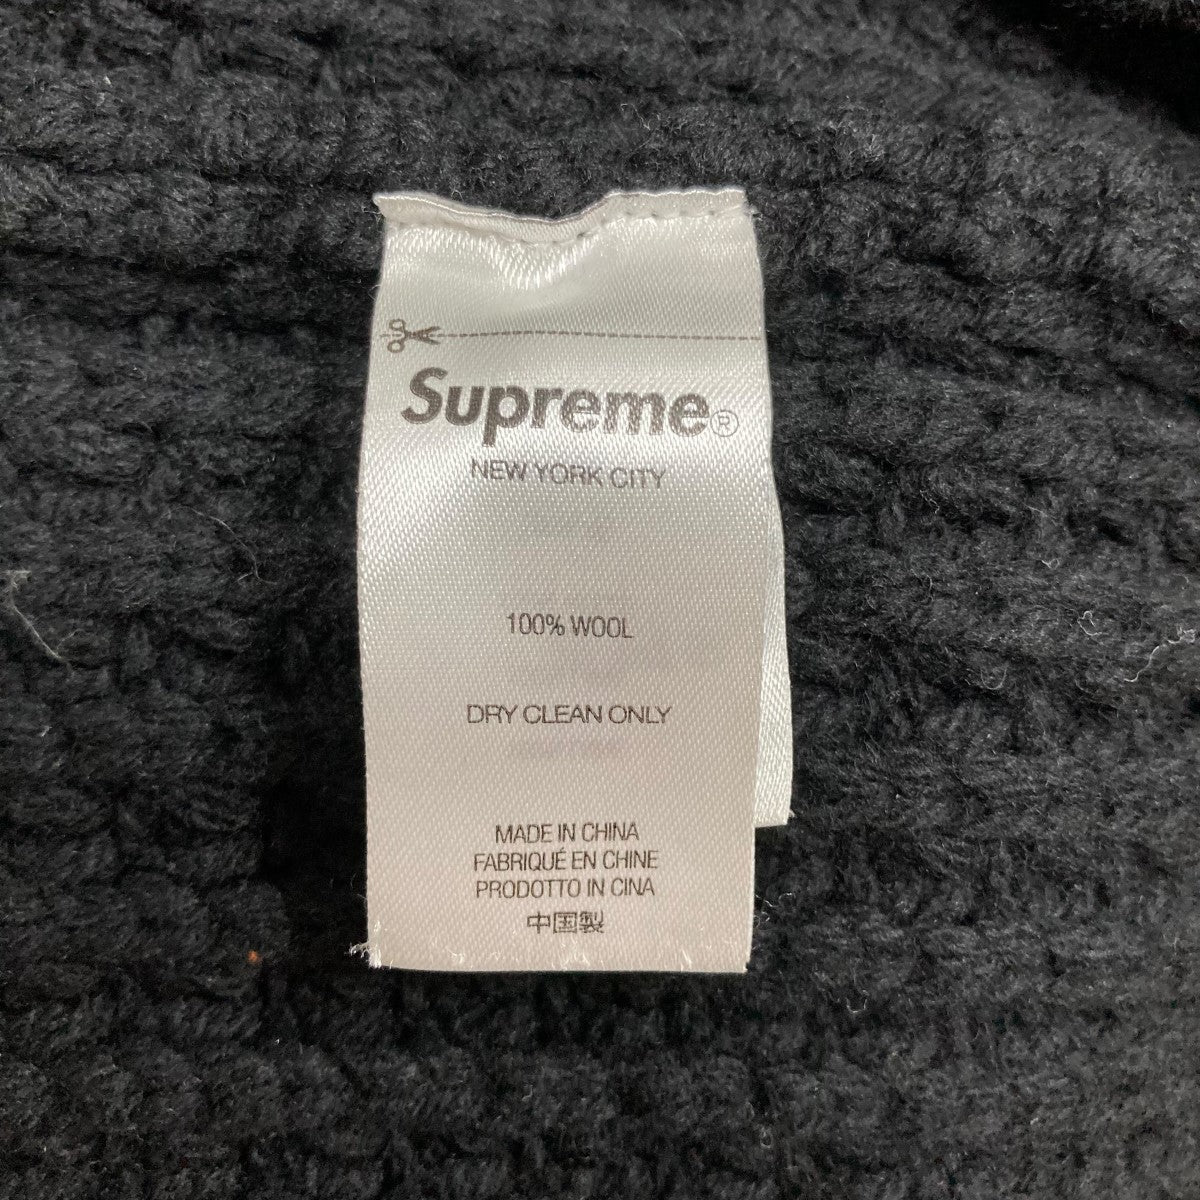 Supreme®
NEW YORK CITY
100% WOOL
DRY CLEAN ONLY
MADE IN CHINA
FABRIQUÉ EN CHINE
PRODOTTO IN CINA
中国製